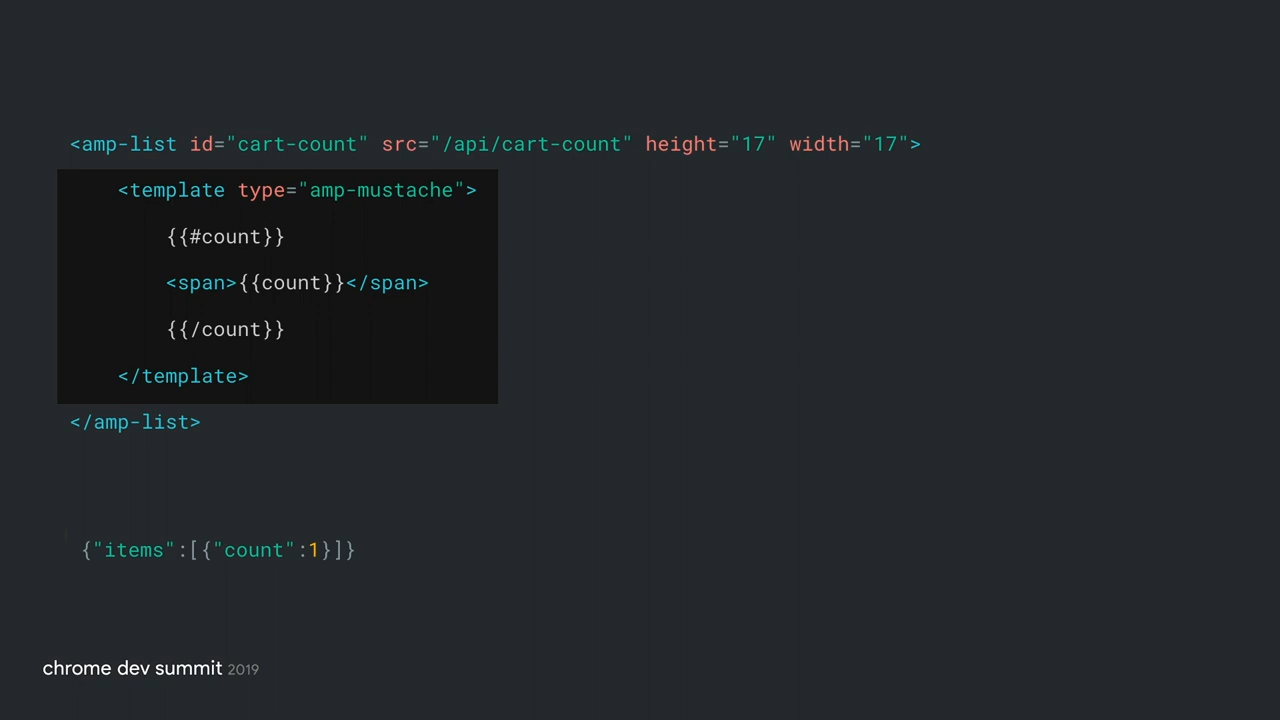 <amp-list id="cart-count" src="/api/cart-count" height="17" width="17">
<template type="amp-mustache">
{{#count}}
<span>{{count}}</span>
{{/count}}
</template>
</amp-list>
{"items":[{"count":1}]}
chrome dev summit 2019